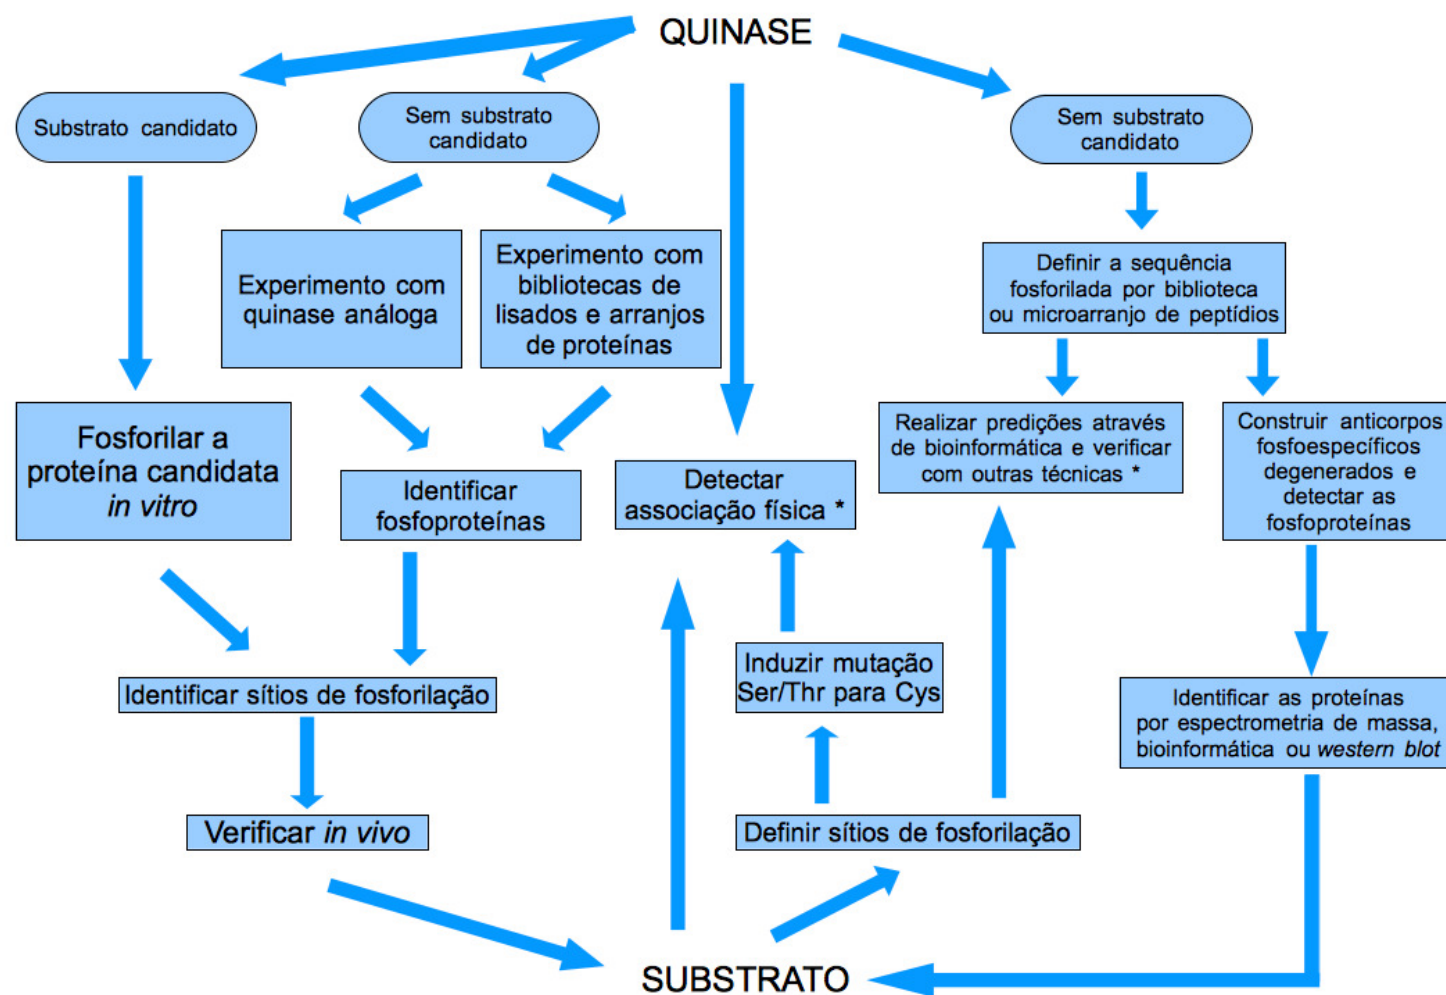 QUINASE
Substrato candidato
Sem substrato
candidato
Sem substrato
candidato
Experimento com
quinase análoga
Experimento com
bibliotecas de
lisados e arranjos
de proteínas
Definir a sequência
fosforilada por biblioteca
ou microarranjo de peptídios
Fosforilar a
proteína candidata
in vitro
Identificar
fosfoproteínas
Detectar
associação física *
Realizar predições através
de bioinformática e verificar
com outras técnicas *
Construir anticorpos
fosfoespecíficos
degenerados e
detectar as
fosfoproteínas
Identificar sítios de fosforilação
Induzir mutação
Ser/Thr para Cys
Identificar as proteínas
por espectrometria de massa,
bioinformática ou western blot
Verificar in vivo
Definir sítios de fosforilação
SUBSTRATO